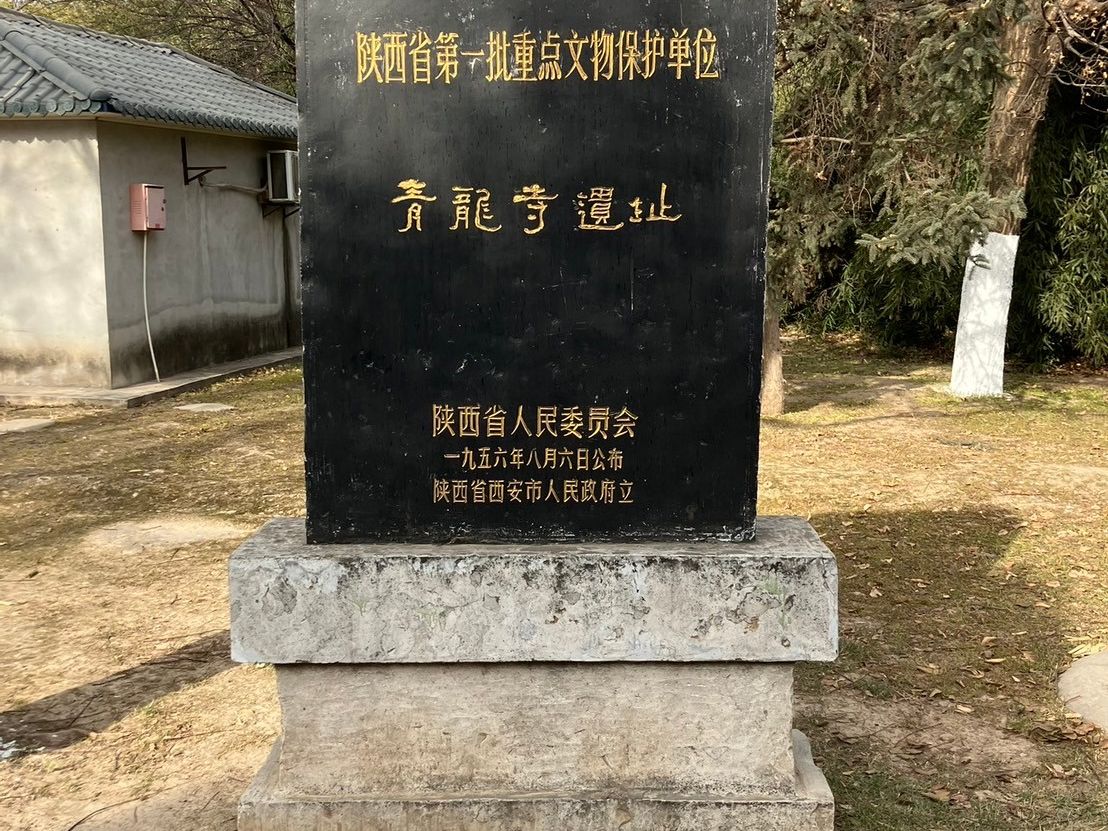 陕西省第一批重点文物保护单位
青龍寺遺址
陕西省人民委员会
一九五六年八月六日公布
陕西省西安市人民政府立